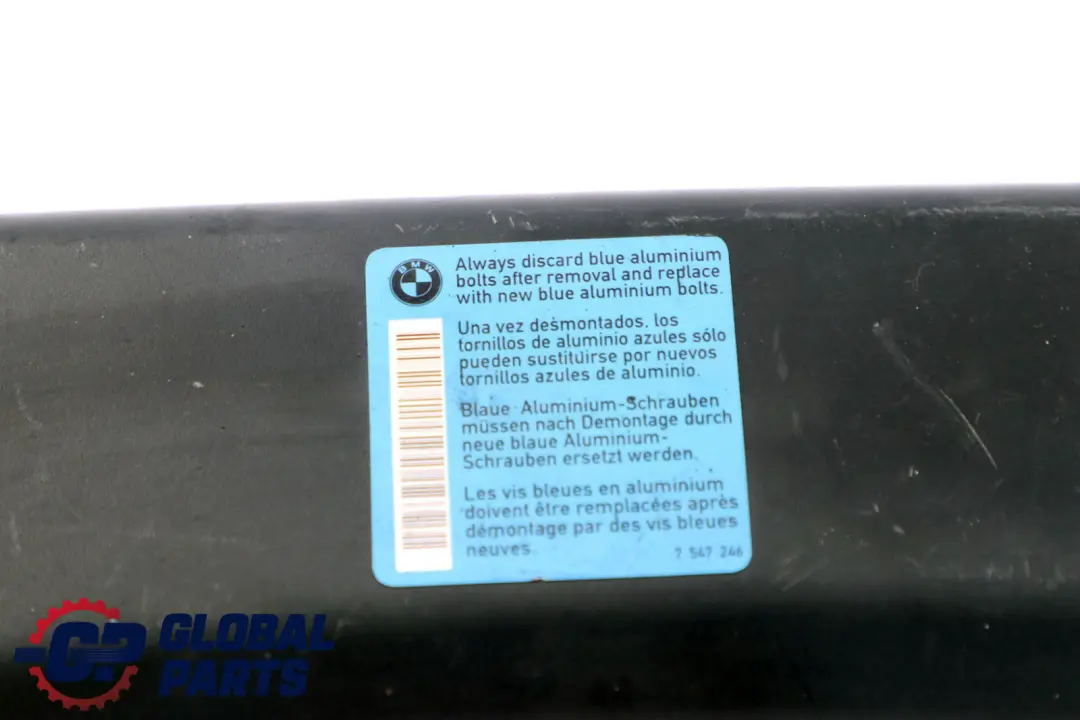 BMW
Always discard blue aluminium
bolts after removal and replace
with new blue aluminium bolts.
Una vez desmontados, los
tornillos de aluminio azules sólo
pueden sustituirse por nuevos
tornillos azules de aluminio.
Blaue Aluminium-Schrauben
müssen nach Demontage durch
neue blaue Aluminium-
Schrauben ersetzt werden.
Les vis bleues en aluminium
doivent être remplacées après
démontage par des vis bleues
neuves.
7 547 246
GP GLOBAL
PARTS